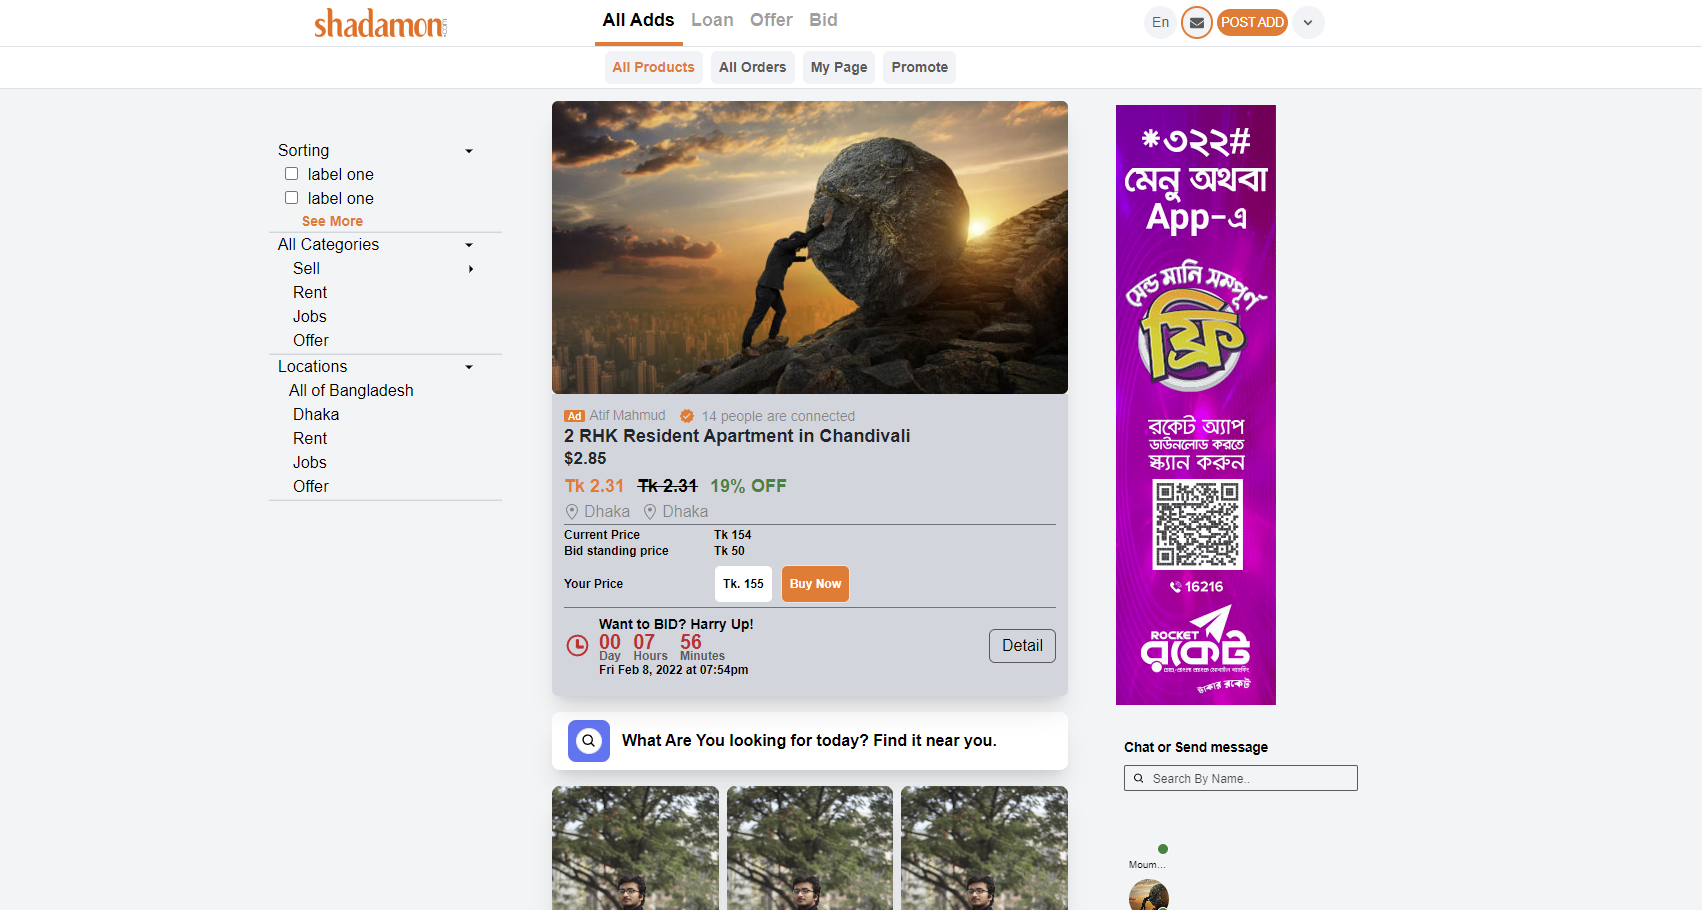 shadamon.com
All Adds Loan Offer Bid
En POST ADD
All Products All Orders My Page Promote
Sorting
label one
label one
See More
All Categories
Sell
Rent
Jobs
Offer
Locations
All of Bangladesh
Dhaka
Rent
Jobs
Offer
Ad Atif Mahmud 14 people are connected
2 RHK Resident Apartment in Chandivali
$2.85
Tk 2.31 Tk 2.31 19% OFF
Dhaka Dhaka
Current Price Tk 154
Bid standing price Tk 50
Your Price Tk. 155 Buy Now
Want to BID? Harry Up!
00 07 56
Day Hours Minutes
Fri Feb 8, 2022 at 07:54pm
Detail
What Are You looking for today? Find it near you.
*৩২২#
মেনু অথবা
App-এ
সেন্ড মানি সম্পূর্ণ
ফ্রি
রকেট অ্যাপ
ডাউনলোড করতে
স্ক্যান করুন
16216
ROCKET
রকেট
ডাকার রকেট
Chat or Send message
Search By Name..
Moum...